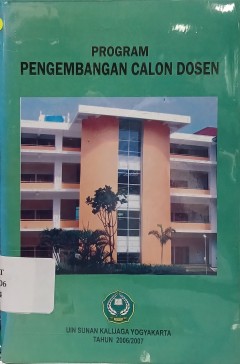 PROGRAM
PENGEMBANGAN CALON DOSEN
UIN SUNAN KALIJAGA YOGYAKARTA
TAHUN 2006/2007